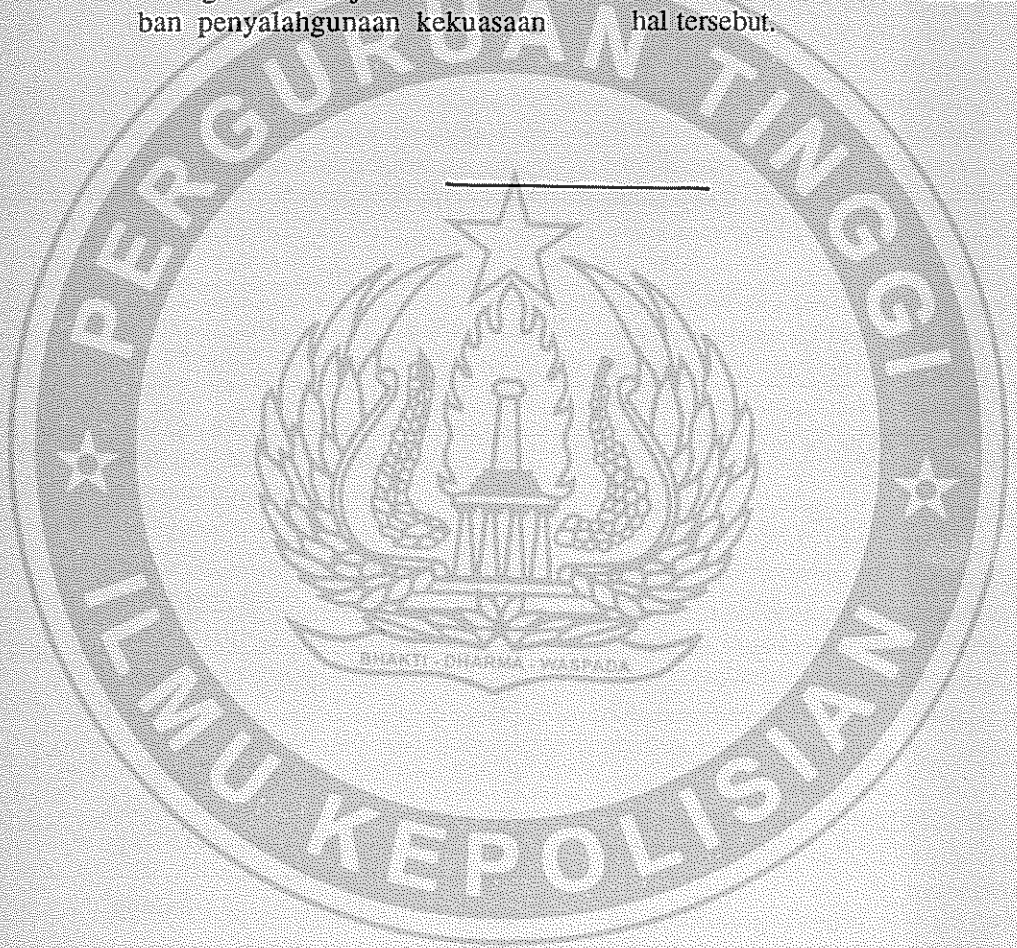 ban penyalahgunaan kekuasaan
hal tersebut.
PERGURUAN TINGGI
ILMU KEPOLISIAN
BHAKTI DHARMA WASPADA